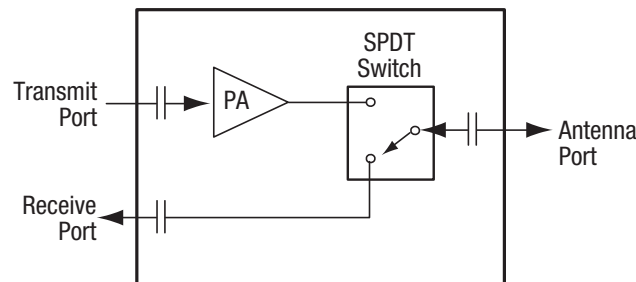 SPDT
Switch
Transmit
Port
PA
Antenna
Port
Receive
Port